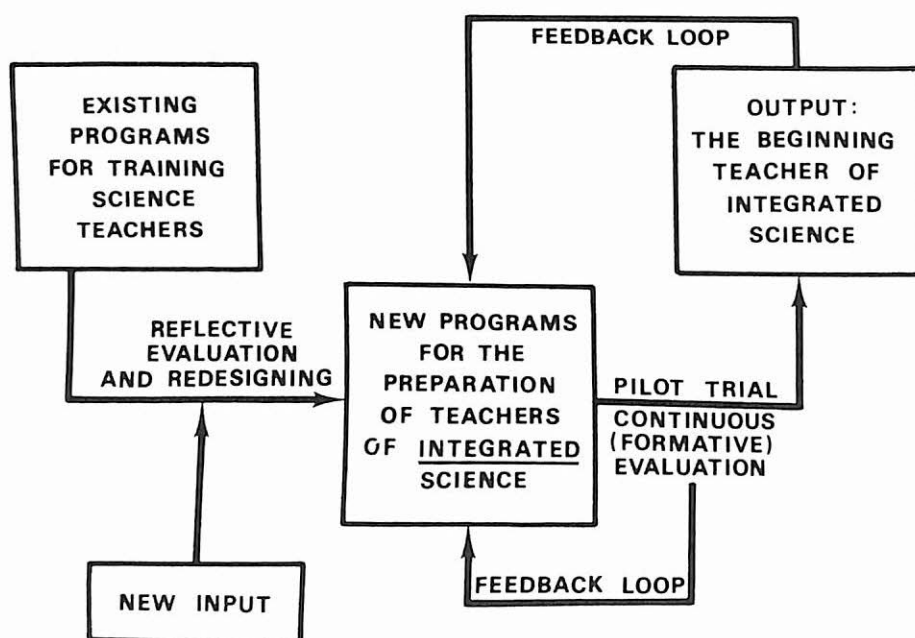 FEEDBACK LOOP
EXISTING
PROGRAMS
FOR TRAINING
SCIENCE
TEACHERS
OUTPUT:
THE BEGINNING
TEACHER OF
INTEGRATED
SCIENCE
REFLECTIVE
EVALUATION
AND REDESIGNING
NEW PROGRAMS
FOR THE
PREPARATION
OF TEACHERS
OF INTEGRATED
SCIENCE
PILOT TRIAL
CONTINUOUS
(FORMATIVE)
EVALUATION
FEEDBACK LOOP
NEW INPUT